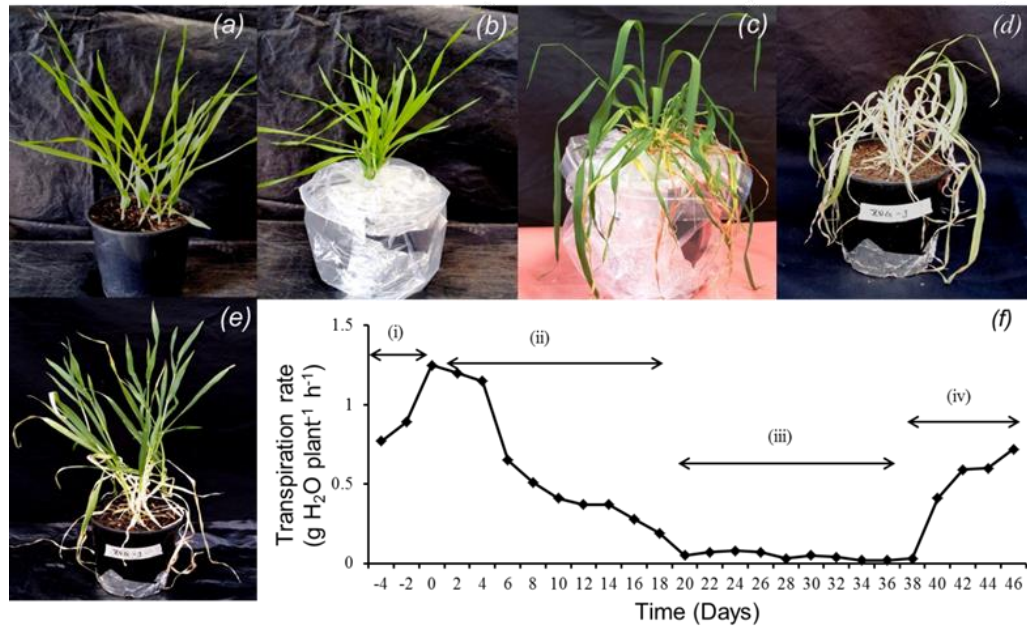 (a)
(b)
(c)
(d)
(e)
(f)
1.5
1
0.5
0
Transpiration rate
(g H₂O plant⁻¹ h⁻¹)
(i)
(ii)
(iii)
(iv)
-4 -2 0 2 4 6 8 10 12 14 16 18 20 22 24 26 28 30 32 34 36 38 40 42 44 46
Time (Days)